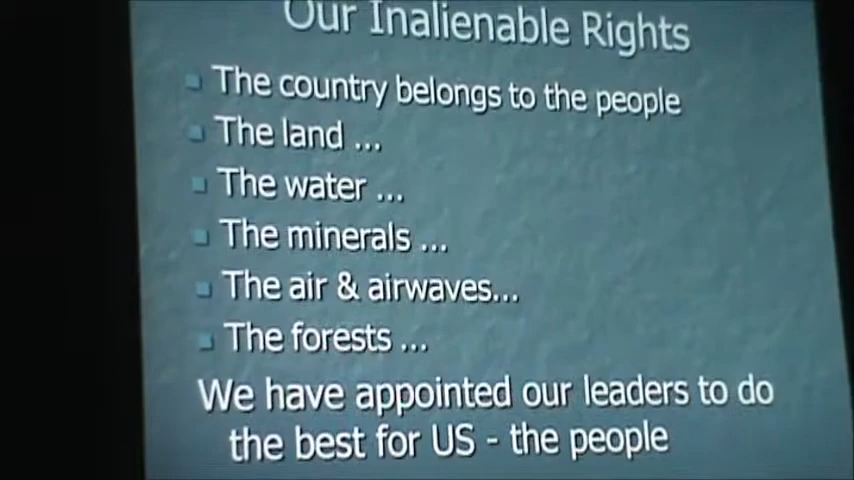 Our Inalienable Rights
The country belongs to the people
The land ...
The water ...
The minerals ...
The air & airwaves...
The forests ...
We have appointed our leaders to do
the best for US - the people